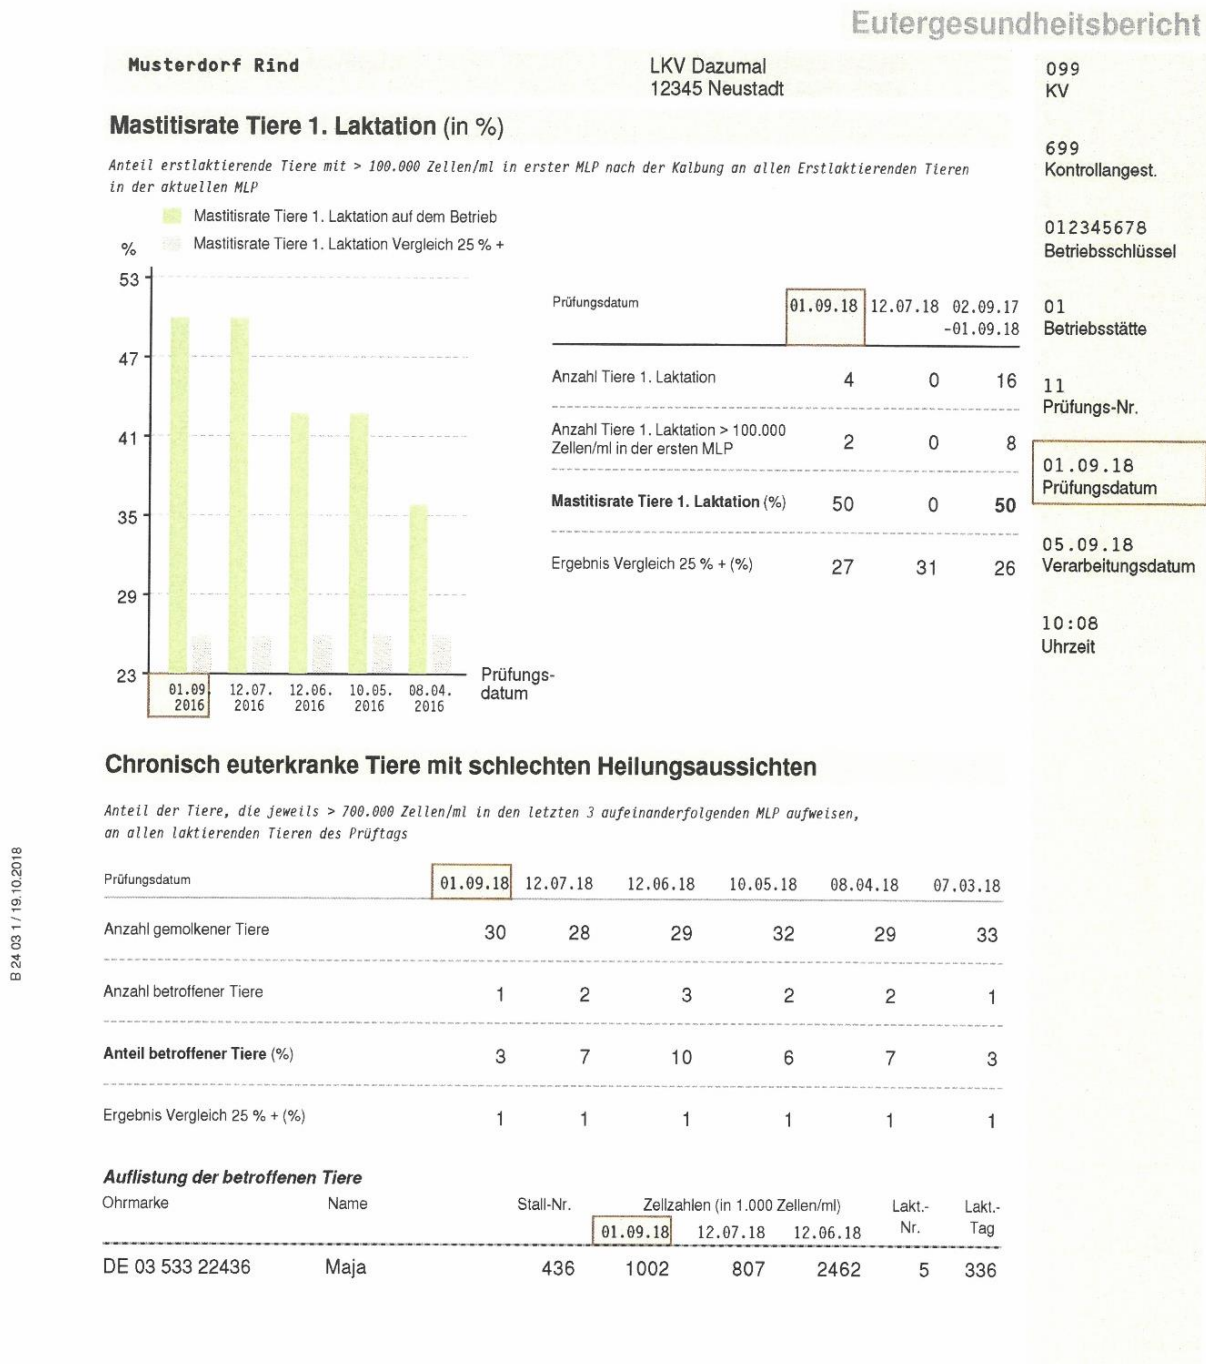 Eutergesundheitsbericht
Musterdorf Rind
LKV Dazumal
12345 Neustadt
099
KV
699
Kontrollangest.
012345678
Betriebsschlüssel
01
Betriebsstätte
11
Prüfungs-Nr.
01.09.18
Prüfungsdatum
05.09.18
Verarbeitungsdatum
10:08
Uhrzeit
Mastitisrate Tiere 1. Laktation (in %)
Anteil erstlaktierende Tiere mit > 100.000 Zellen/ml in erster MLP nach der Kalbung an allen Erstlaktierenden Tieren
in der aktuellen MLP
Mastitisrate Tiere 1. Laktation auf dem Betrieb
Mastitisrate Tiere 1. Laktation Vergleich 25 % +
%
53
47
41
35
29
23
01.09 12.07. 12.06. 10.05. 08.04.
2016 2016 2016 2016 2016
Prüfungs-
datum
Prüfungsdatum 01.09.18 12.07.18 02.09.17
-01.09.18
Anzahl Tiere 1. Laktation 4 0 16
Anzahl Tiere 1. Laktation > 100.000
Zellen/ml in der ersten MLP 2 0 8
Mastitisrate Tiere 1. Laktation (%) 50 0 50
Ergebnis Vergleich 25 % + (%) 27 31 26
Chronisch euterkranke Tiere mit schlechten Heilungsaussichten
Anteil der Tiere, die jeweils > 700.000 Zellen/ml in den letzten 3 aufeinanderfolgenden MLP aufweisen,
an allen laktierenden Tieren des Prüftags
Prüfungsdatum 01.09.18 12.07.18 12.06.18 10.05.18 08.04.18 07.03.18
Anzahl gemolkener Tiere 30 28 29 32 29 33
Anzahl betroffener Tiere 1 2 3 2 2 1
Anteil betroffener Tiere (%) 3 7 10 6 7 3
Ergebnis Vergleich 25 % + (%) 1 1 1 1 1 1
Auflistung der betroffenen Tiere
Ohrmarke Name Stall-Nr. Zellzahlen (in 1.000 Zellen/ml) Lakt.- Lakt.-
01.09.18 12.07.18 12.06.18 Nr. Tag
DE 03 533 22436 Maja 436 1002 807 2462 5 336
B 24 03 1 / 19.10.2018